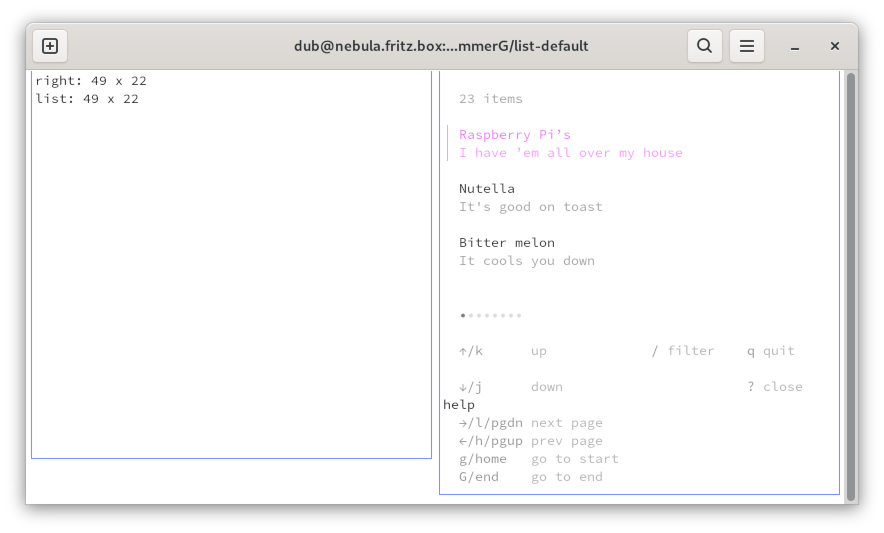 dub@nebula.fritz.box:...mmerG/list-default
right: 49 x 22
list: 49 x 22
23 items
Raspberry Pi’s
I have ’em all over my house
Nutella
It's good on toast
Bitter melon
It cools you down
↑/k up / filter q quit
↓/j down ? close
help
→/l/pgdn next page
←/h/pgup prev page
g/home go to start
G/end go to end